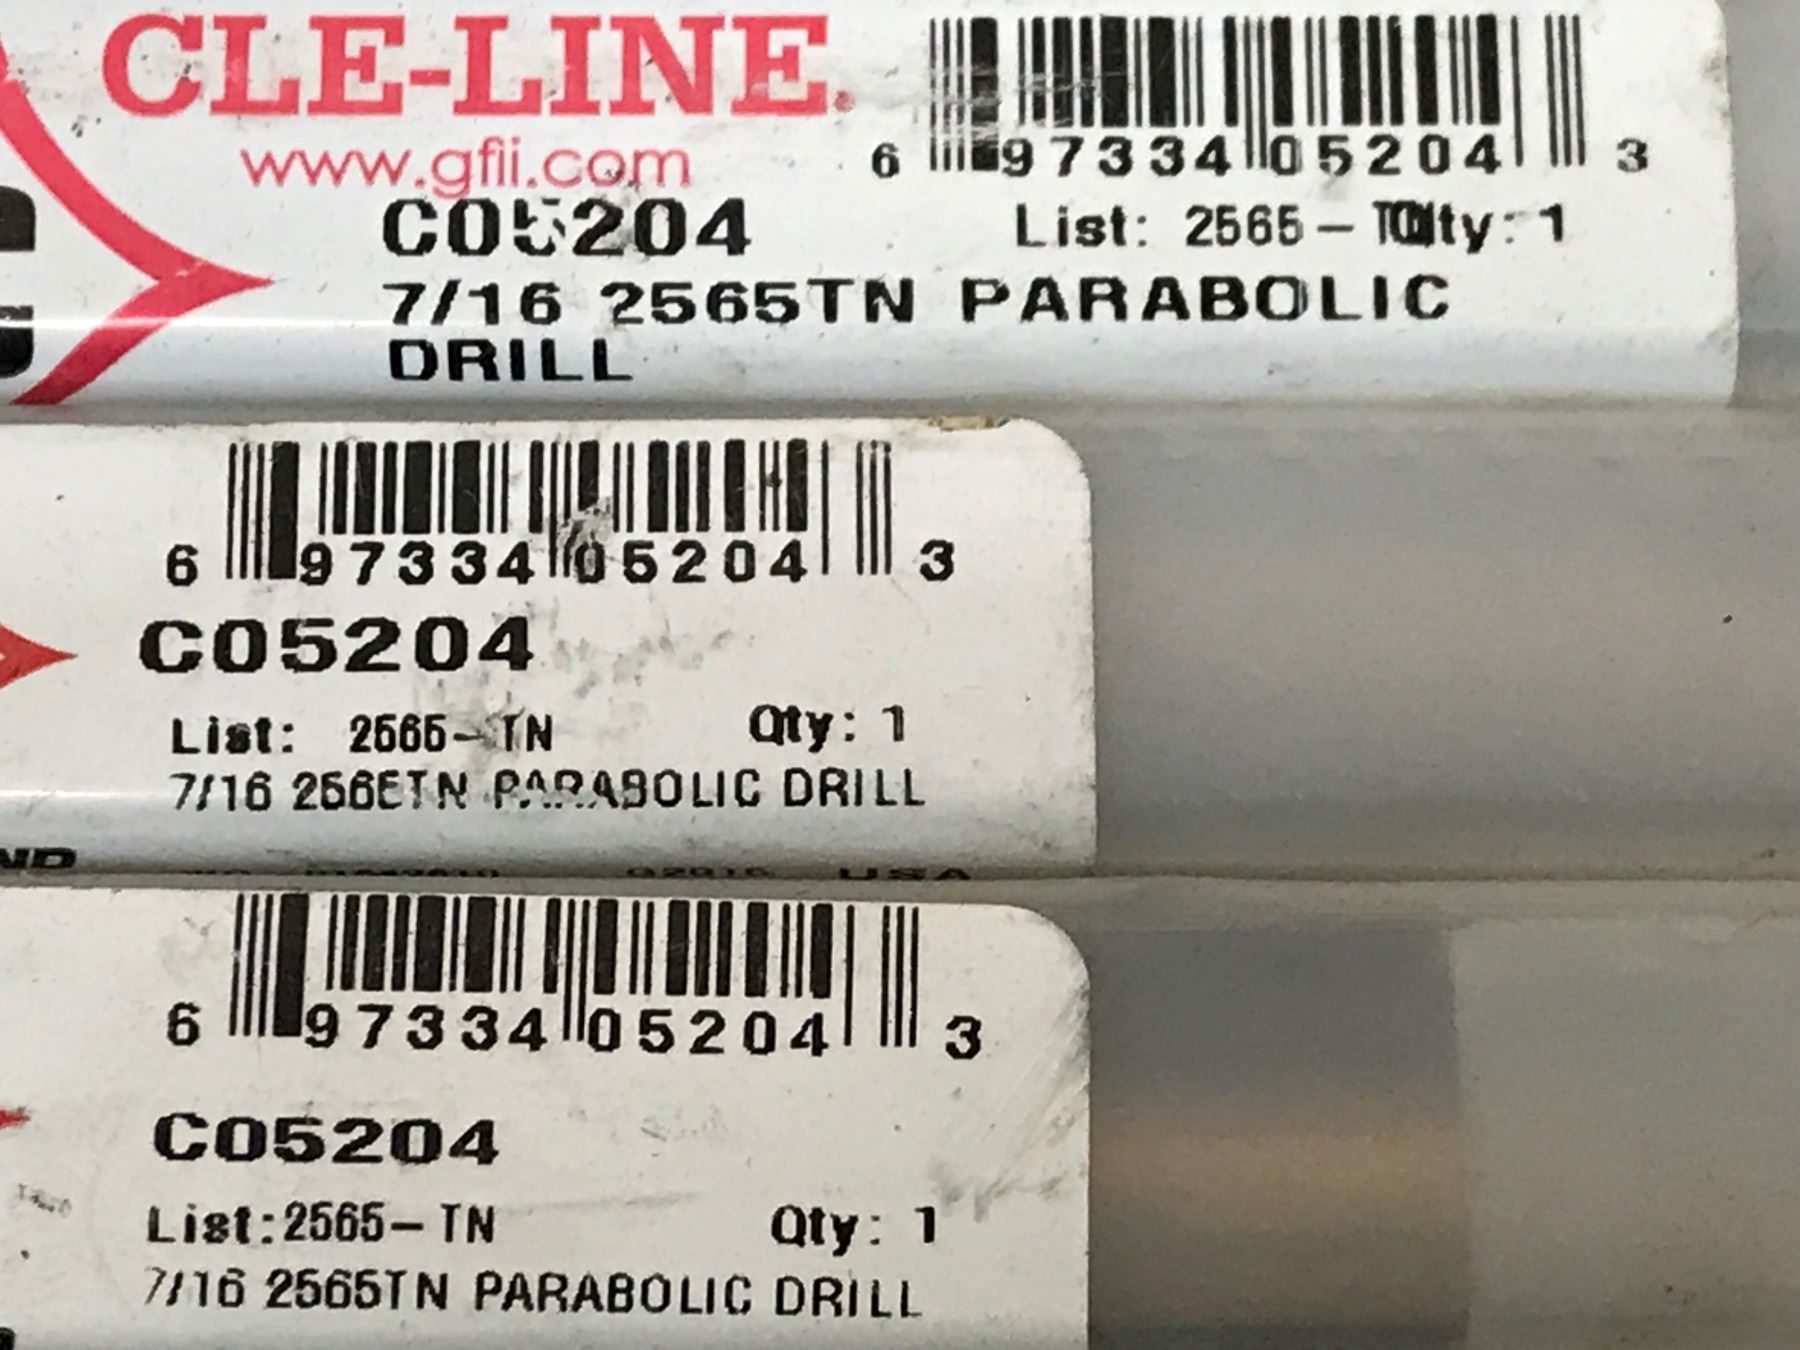 CLE-LINE.
www.gfii.com
6 97334 05204 3
C05204
List: 2565-TN Qty: 1
7/16 2565TN PARABOLIC
DRILL
6 97334 05204 3
C05204
List: 2565-TN Qty: 1
7/16 2565TN PARABOLIC DRILL
USA
6 97334 05204 3
C05204
List:2565-TN Qty: 1
7/16 2565TN PARABOLIC DRILL